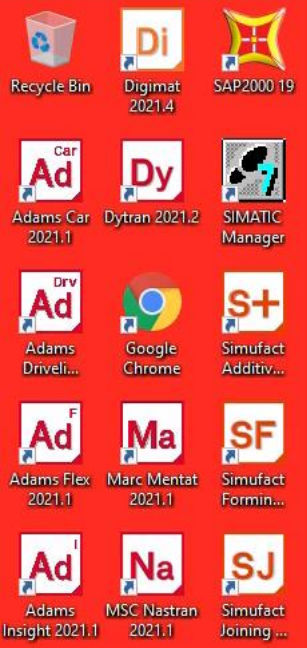 Recycle Bin
Di
Digimat
2021.4
SAP2000 19
Car
Ad
Adams Car
2021.1
Dy
Dytran 2021.2
7
SIMATIC
Manager
Drv
Ad
Adams
Driveli...
Google
Chrome
S+
Simufact
Additiv...
F
Ad
Adams Flex
2021.1
Ma
Marc Mentat
2021.1
SF
Simufact
Formin...
I
Ad
Adams
Insight 2021.1
Na
MSC Nastran
2021.1
SJ
Simufact
Joining ...